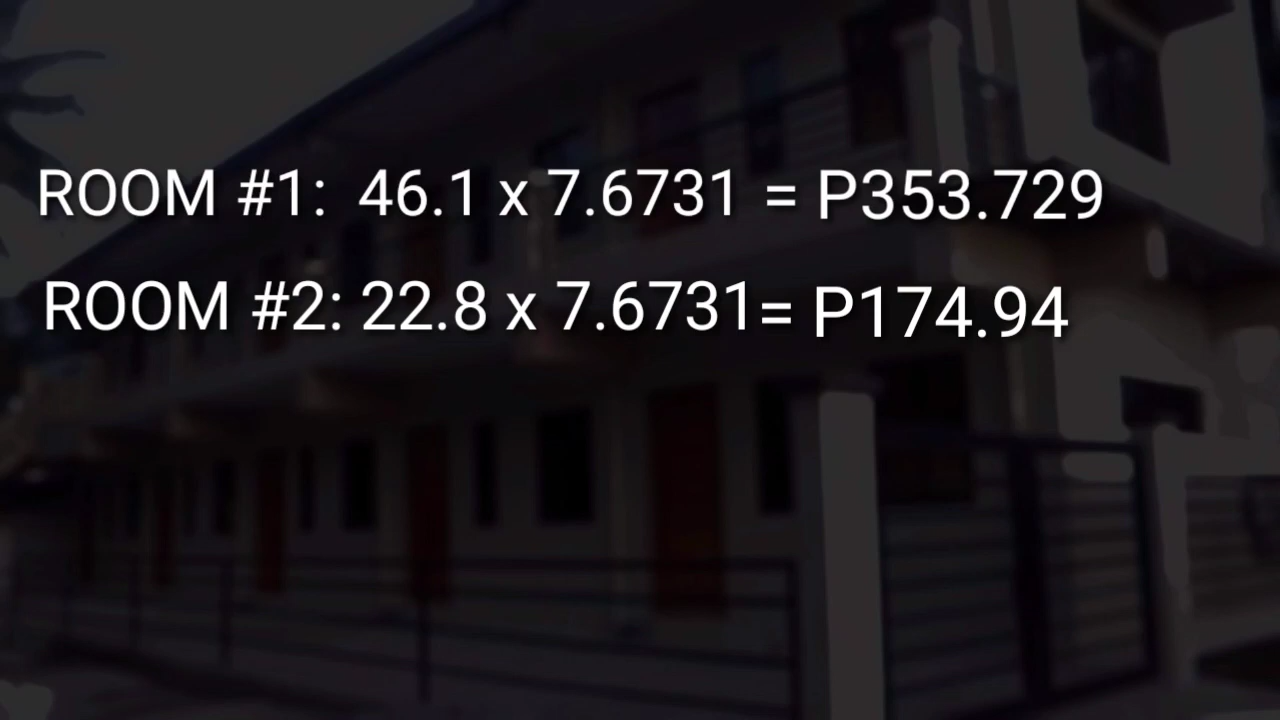 ROOM #1: 46.1 x 7.6731 = P353.729
ROOM #2: 22.8 x 7.6731= P174.94